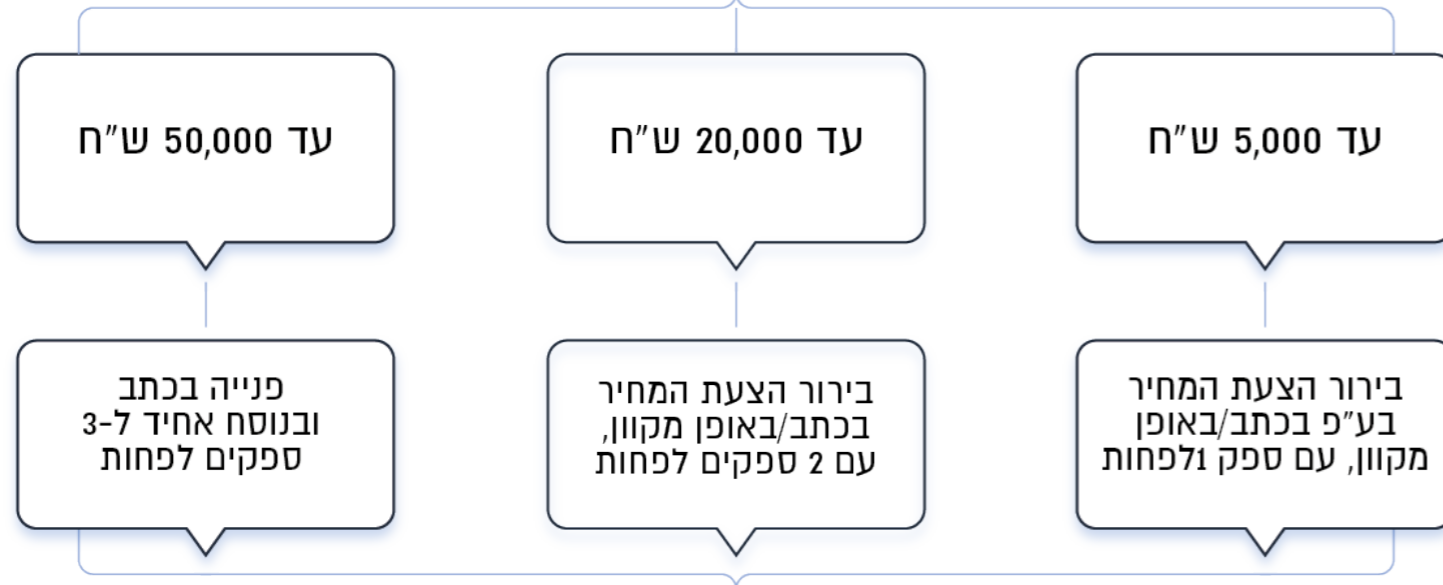 עד 5,000 ש"ח
עד 20,000 ש"ח
עד 50,000 ש"ח
בירור הצעת המחיר
בע"פ בכתב/באופן
מקוון, עם ספק 1לפחות
בירור הצעת המחיר
בכתב/באופן מקוון,
עם 2 ספקים לפחות
פנייה בכתב
ובנוסח אחיד ל-3
ספקים לפחות